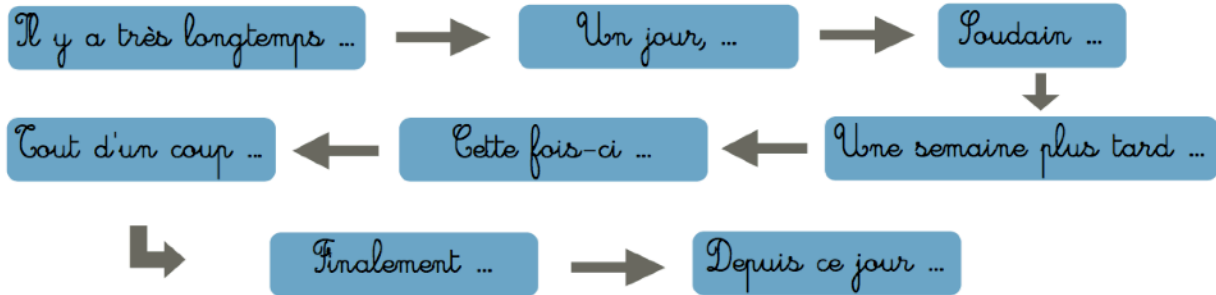 Il y a très longtemps ...
Un jour, ...
Soudain ...
Une semaine plus tard ...
Cette fois-ci ...
Tout d'un coup ...
Finalement ...
Depuis ce jour ...